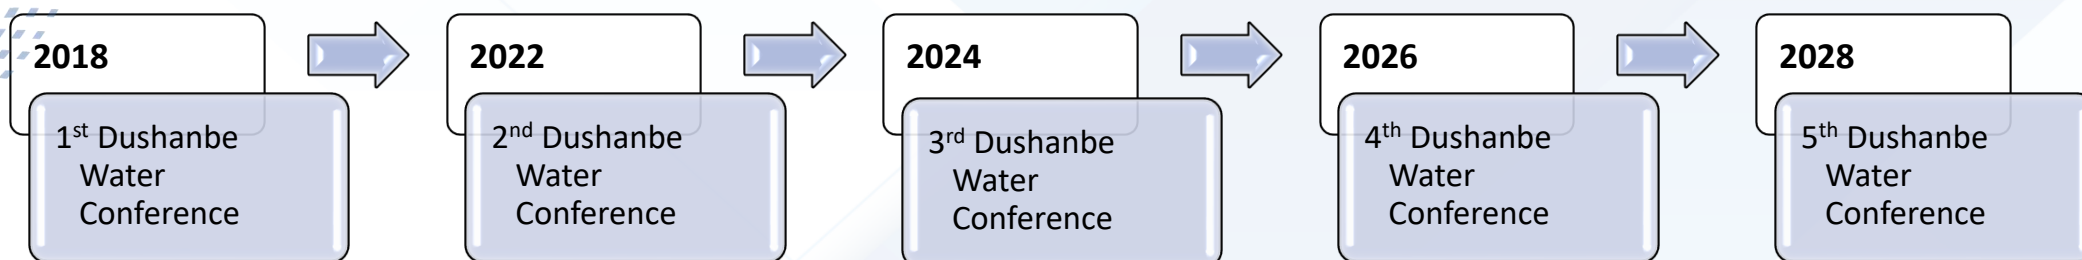 2018
1st Dushanbe
Water
Conference
2022
2nd Dushanbe
Water
Conference
2024
3rd Dushanbe
Water
Conference
2026
4th Dushanbe
Water
Conference
2028
5th Dushanbe
Water
Conference